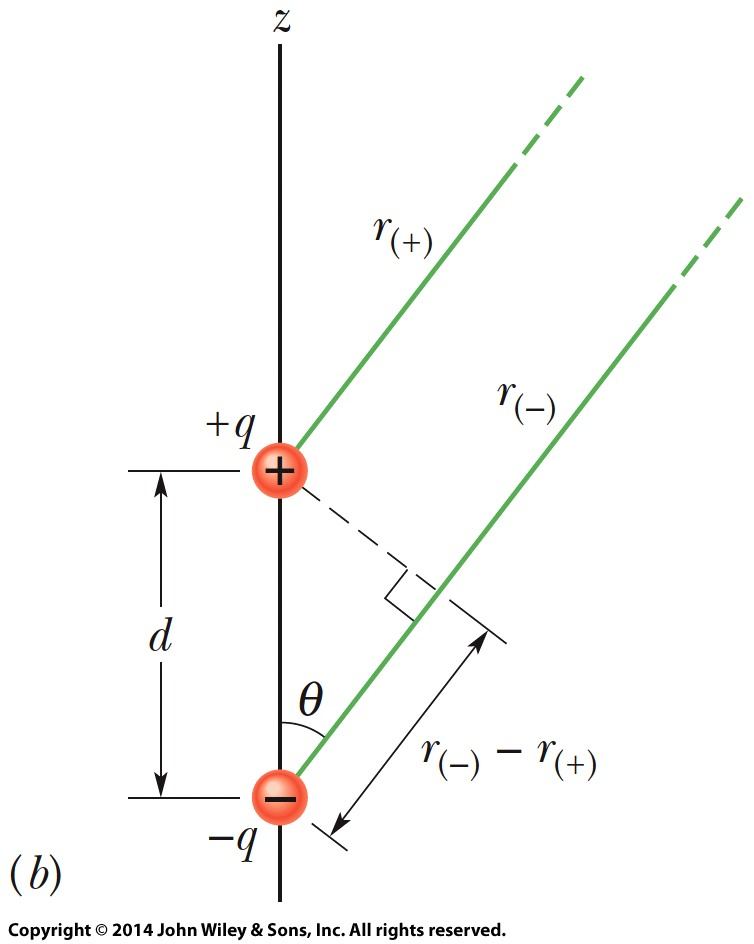 z
r(+)
r(−)
+q
+
d
θ
r(−) − r(+)
−
−q
(b)
Copyright © 2014 John Wiley & Sons, Inc. All rights reserved.